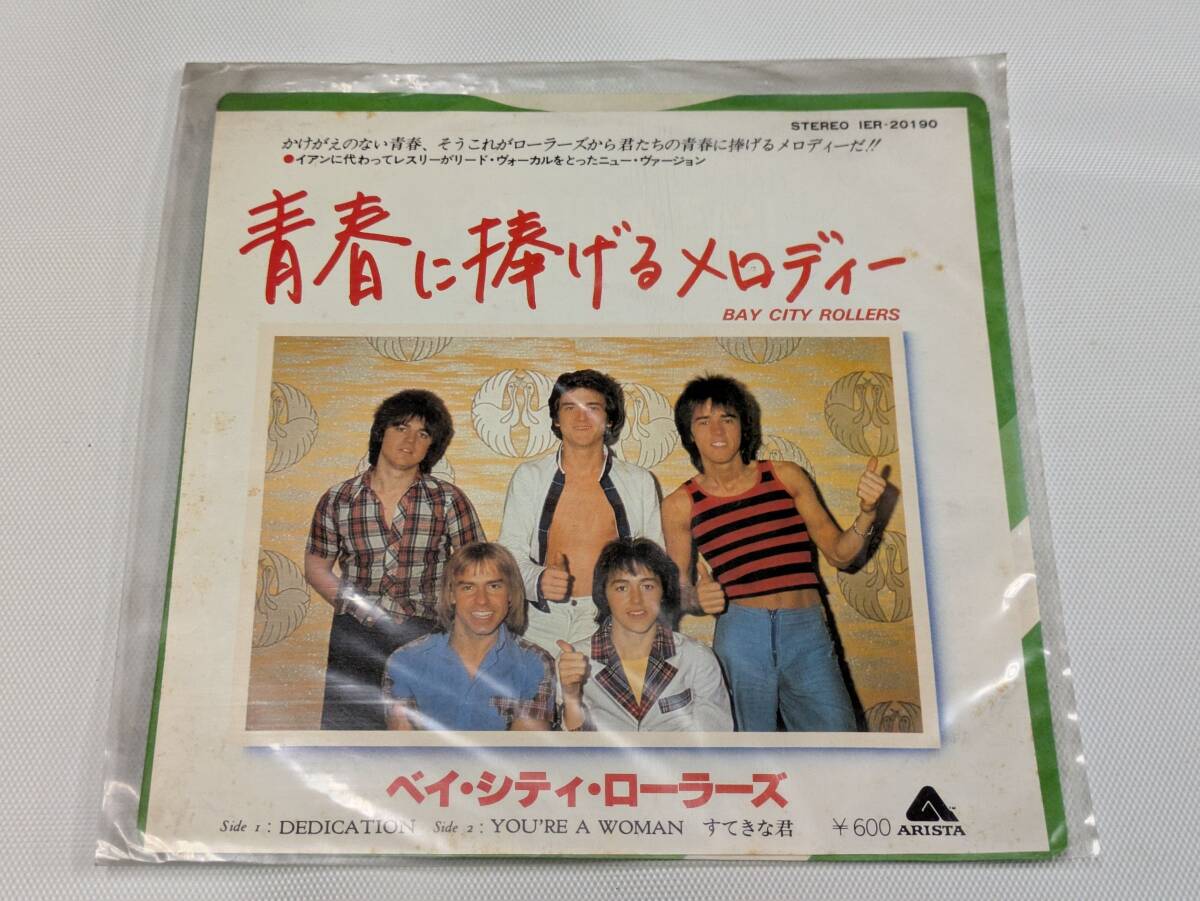 STEREO IER-20190
かけがえのない青春、そうこれがローラーズから君たちの青春に捧げるメロディーだ!!
●イアンに代わってレスリーがリード・ヴォーカルをとったニュー・ヴァージョン
青春に捧げるメロディー
BAY CITY ROLLERS
ベイ・シティ・ローラーズ
Side 1 : DEDICATION Side 2 : YOU'RE A WOMAN すてきな君 ¥600
ARISTA™